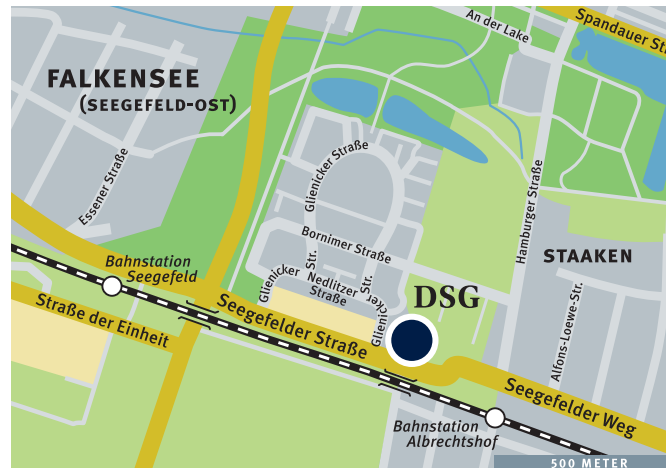 An der Lake
Spandauer St
FALKENSEE
(SEEGEFELD-OST)
Essener Straße
Glienicker Straße
Hamburger Straße
Bornimer Straße
STAAKEN
Bahnstation
Seegefeld
Glienicker
Str.
Nedlitzer
Straße
Glienicker
Str.
DSG
Straße der Einheit
Seegefelder Straße
Alfons-Loewe-Str.
Seegefelder Weg
Bahnstation
Albrechtshof
500 METER